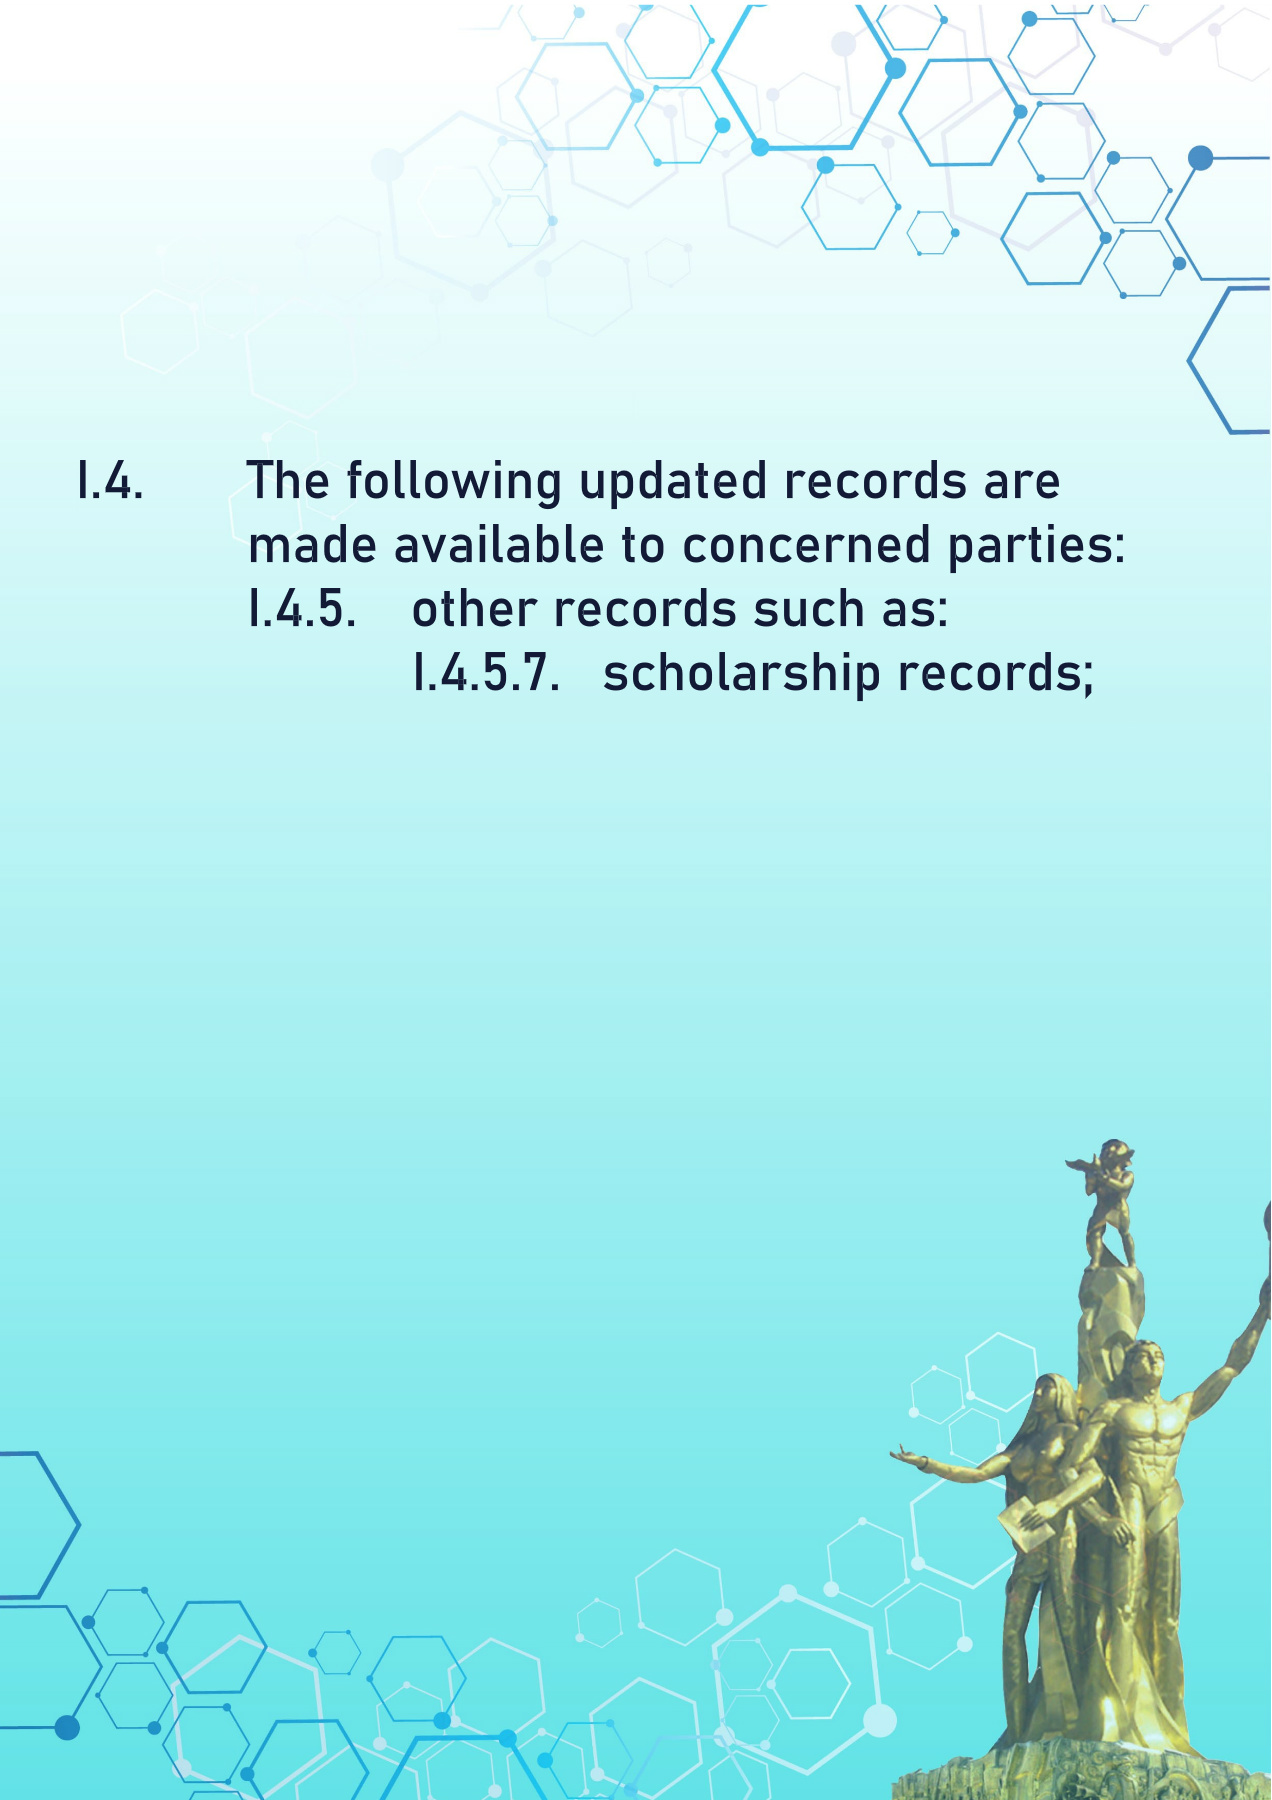 I.4. The following updated records are
made available to concerned parties:
I.4.5. other records such as:
I.4.5.7. scholarship records;